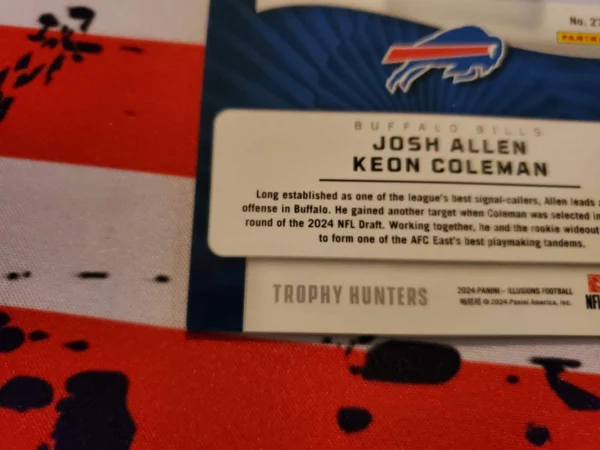 No. 27
PANINI
BUFFALO BILLS
JOSH ALLEN
KEON COLEMAN
Long established as one of the league's best signal-callers, Allen leads
offense in Buffalo. He gained another target when Coleman was selected in
round of the 2024 NFL Draft. Working together, he and the rookie wideout
to form one of the AFC East's best playmaking tandems.
TROPHY HUNTERS
2024 PANINI – ILLUSIONS FOOTBALL
© 2024 Panini America, Inc.
NFL